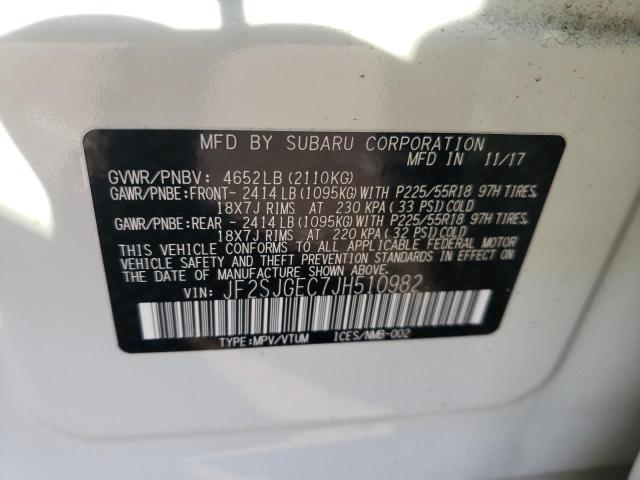 MFD BY SUBARU CORPORATION
MFD IN 11/17
GVWR/PNBV: 4652LB (2110KG)
GAWR/PNBE:FRONT- 2414LB (1095KG) WITH P225/55R18 97H TIRES,
18X7J RIMS AT 230 KPA (33 PSI) COLD
GAWR/PNBE:REAR - 2414LB (1095KG) WITH P225/55R18 97H TIRES,
18X7J RIMS AT 220 KPA (32 PSI) COLD
THIS VEHICLE CONFORMS TO ALL APPLICABLE FEDERAL MOTOR
VEHICLE SAFETY AND THEFT PREVENTION STANDARDS IN EFFECT
ON THE DATE OF MANUFACTURE SHOWN ABOVE.
VIN: JF2SJGEC7JH510982
TYPE:MPV/VTUM ICES/NMB-002